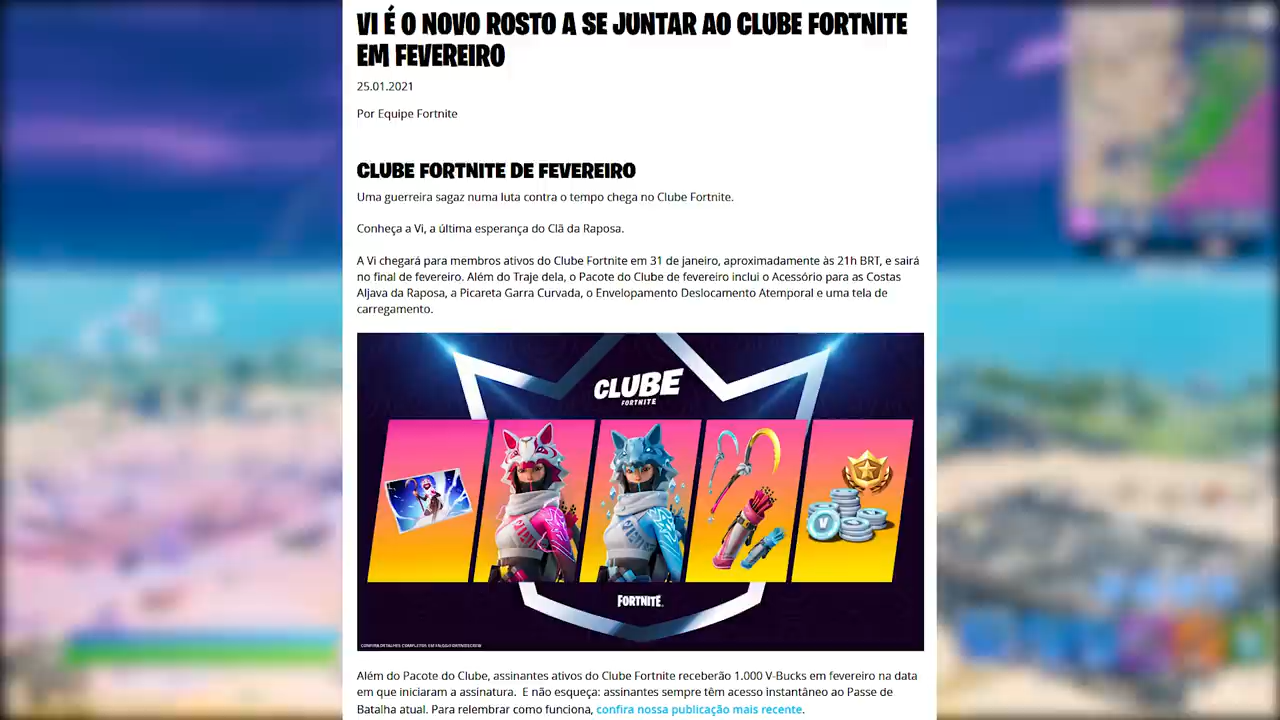 VI É O NOVO ROSTO A SE JUNTAR AO CLUBE FORTNITE
EM FEVEREIRO
25.01.2021
Por Equipe Fortnite
CLUBE FORTNITE DE FEVEREIRO
Uma guerreira sagaz numa luta contra o tempo chega no Clube Fortnite.
Conheça a Vi, a última esperança do Clã da Raposa.
A Vi chegará para membros ativos do Clube Fortnite em 31 de janeiro, aproximadamente às 21h BRT, e sairá
no final de fevereiro. Além do Traje dela, o Pacote do Clube de fevereiro inclui o Acessório para as Costas
Aljava da Raposa, a Picareta Garra Curvada, o Envelopamento Deslocamento Atemporal e uma tela de
carregamento.
CLUBE
FORTNITE
V
FORTNITE
Além do Pacote do Clube, assinantes ativos do Clube Fortnite receberão 1.000 V-Bucks em fevereiro na data
em que iniciaram a assinatura. E não esqueça: assinantes sempre têm acesso instantâneo ao Passe de
Batalha atual. Para relembrar como funciona, confira nossa publicação mais recente.